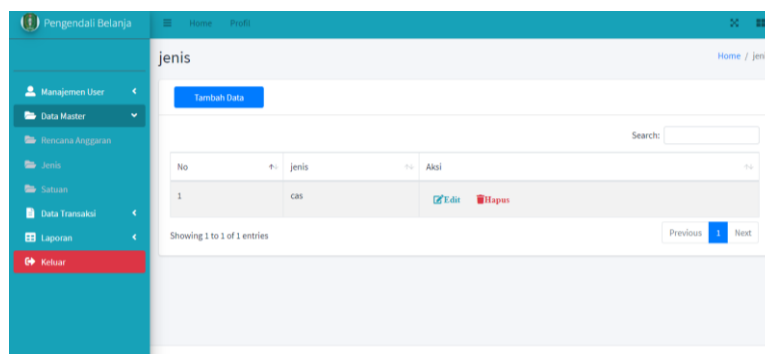 Pengendali Belanja
Home Profil
jenis
Home / jeni
Manajemen User
Tambah Data
Data Master
Rencana Anggaran
Search:
Jenis
No jenis Aksi
Satuan
1 cas Edit Hapus
Data Transaksi
Laporan
Showing 1 to 1 of 1 entries
Previous 1 Next
Keluar